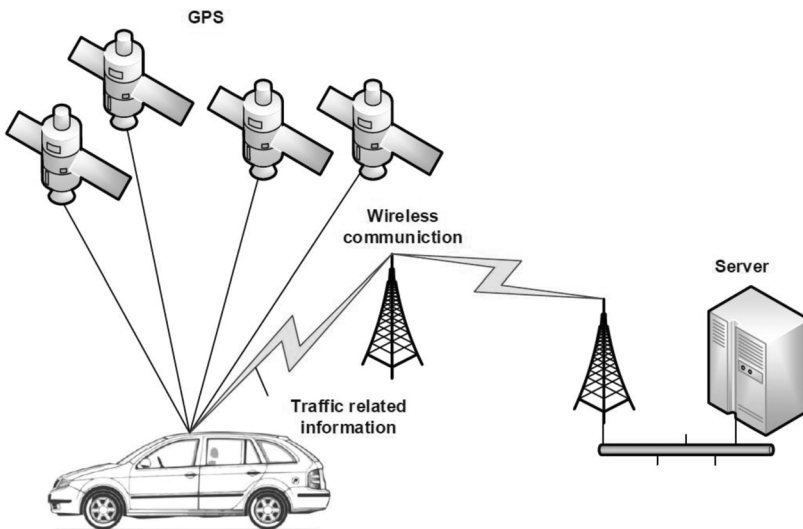 GPS
Wireless
communiction
Server
Traffic related
information